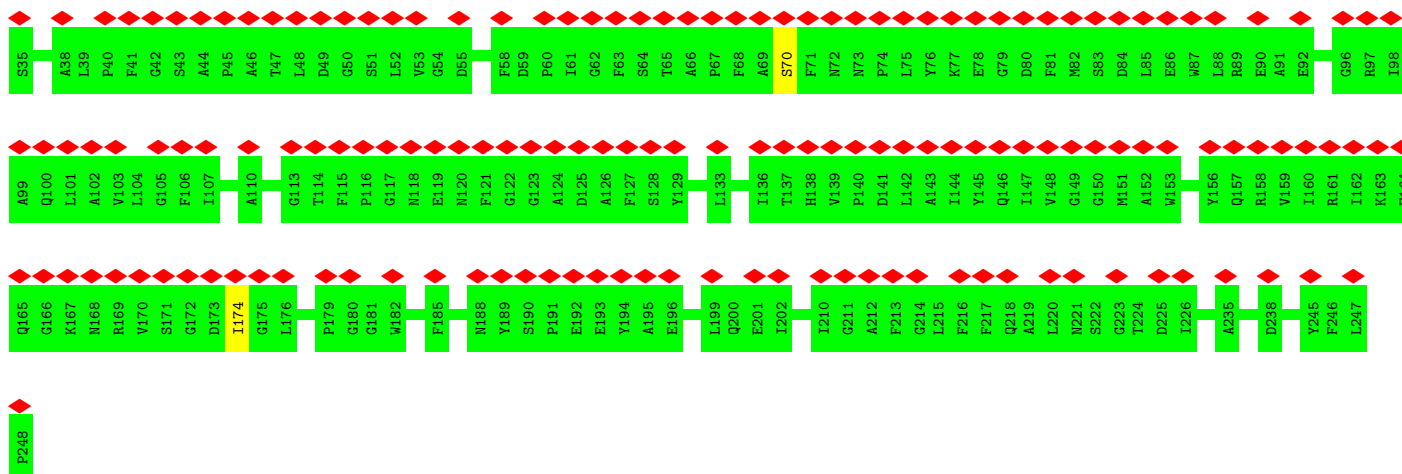 S35 A38 L39 P40 F41 G42 S43 A44 P45 A46 T47 L48 D49 G50 S51 L52 V53 G54 D55 F58 D59 P60 I61 G62 F63 S64 T65 A66 P67 F68 A69 S70 F71 N72 N73 P74 L75 Y76 K77 E78 G79 D80 F81 M82 S83 D84 L85 E86 W87 L88 R89 E90 A91 E92 G96 R97 I98
A99 Q100 L101 A102 V103 L104 G105 F106 I107 A110 G113 T114 F115 P116 G117 N118 E119 N120 F121 G122 G123 A124 D125 A126 F127 S128 Y129 L133 I136 T137 H138 V139 P140 D141 L142 A143 I144 Y145 Q146 I147 V148 G149 G150 M151 A152 W153 Y156 Q157 R158 V159 I160 R161 I162 K163
Q165 G166 K167 N168 R169 V170 S171 G172 D173 I174 G175 L176 P179 G180 G181 W182 F185 N188 Y189 S190 P191 E192 E193 Y194 A195 E196 L199 Q200 E201 I202 I210 G211 A212 F213 G214 L215 F216 F217 Q218 A219 L220 N221 S222 G223 T224 D225 I226 A235 D238 Y245 F246 L247
P248